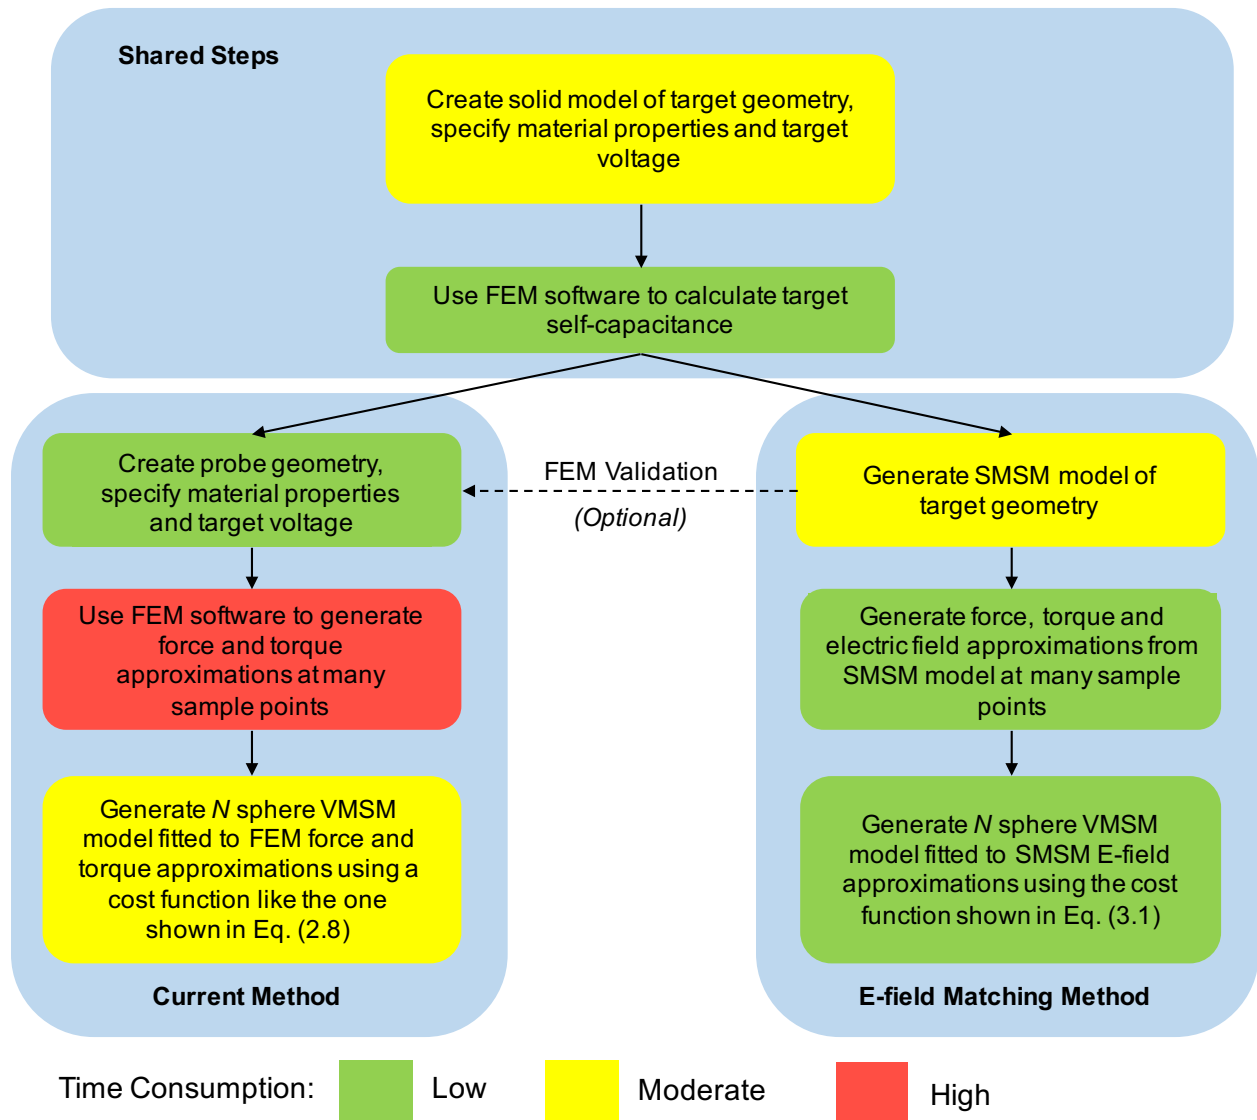 Shared Steps
Create solid model of target geometry,
specify material properties and target
voltage
Use FEM software to calculate target
self-capacitance
Create probe geometry,
specify material properties
and target voltage
FEM Validation
(Optional)
Generate SMSM model of
target geometry
Use FEM software to generate
force and torque
approximations at many
sample points
Generate force, torque and
electric field approximations from
SMSM model at many sample
points
Generate N sphere VMSM
model fitted to FEM force and
torque approximations using a
cost function like the one
shown in Eq. (2.8)
Generate N sphere VMSM
model fitted to SMSM E-field
approximations using the cost
function shown in Eq. (3.1)
Current Method
E-field Matching Method
Time Consumption:
Low
Moderate
High